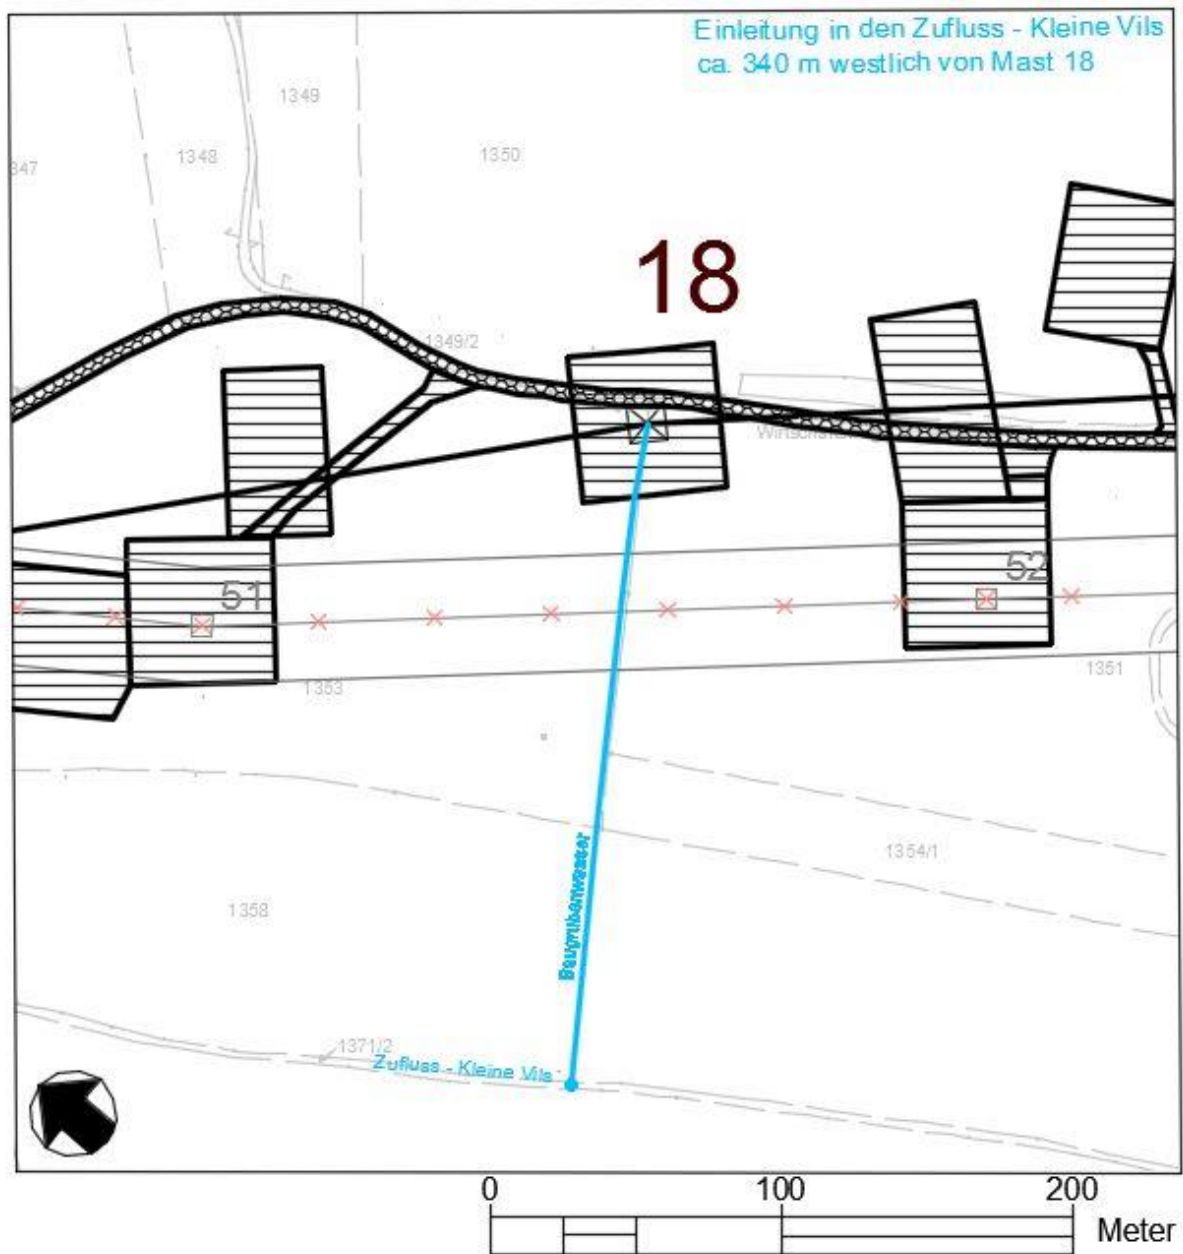 Einleitung in den Zufluss - Kleine Vils
ca. 340 m westlich von Mast 18
1349
1348
1350
347
18
1349/2
51
52
1353
1351
1354/1
1358
Baugrubenwasser
1371/2
Zufluss - Kleine Vils
0 100 200
Meter